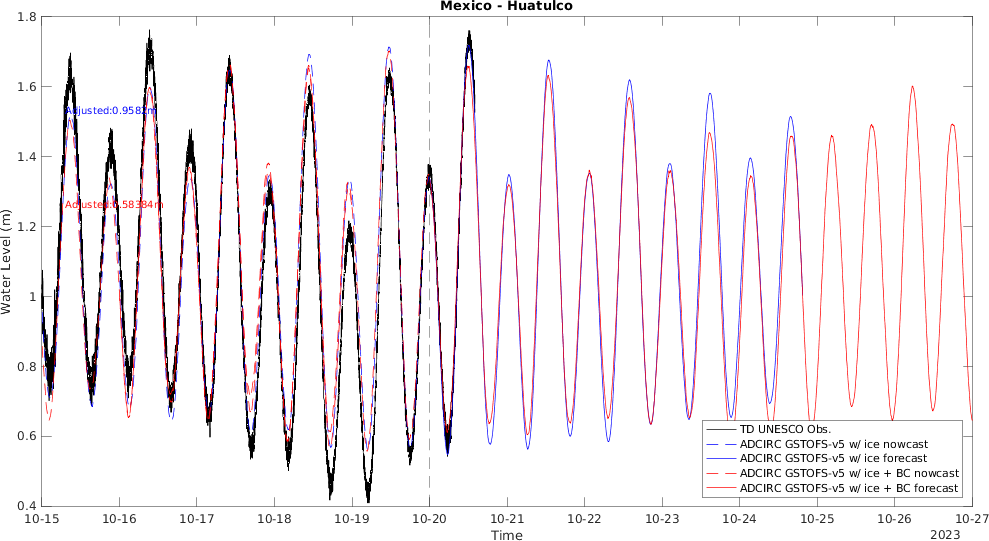 Mexico - Huatulco
Water Level (m)
1.8
1.6
1.4
1.2
1
0.8
0.6
0.4
Adjusted:0.9582m
Adjusted:0.58384m
TD UNESCO Obs.
ADCIRC GSTOFS-v5 w/ ice nowcast
ADCIRC GSTOFS-v5 w/ ice forecast
ADCIRC GSTOFS-v5 w/ ice + BC nowcast
ADCIRC GSTOFS-v5 w/ ice + BC forecast
10-15 10-16 10-17 10-18 10-19 10-20 10-21 10-22 10-23 10-24 10-25 10-26 10-27
Time
2023